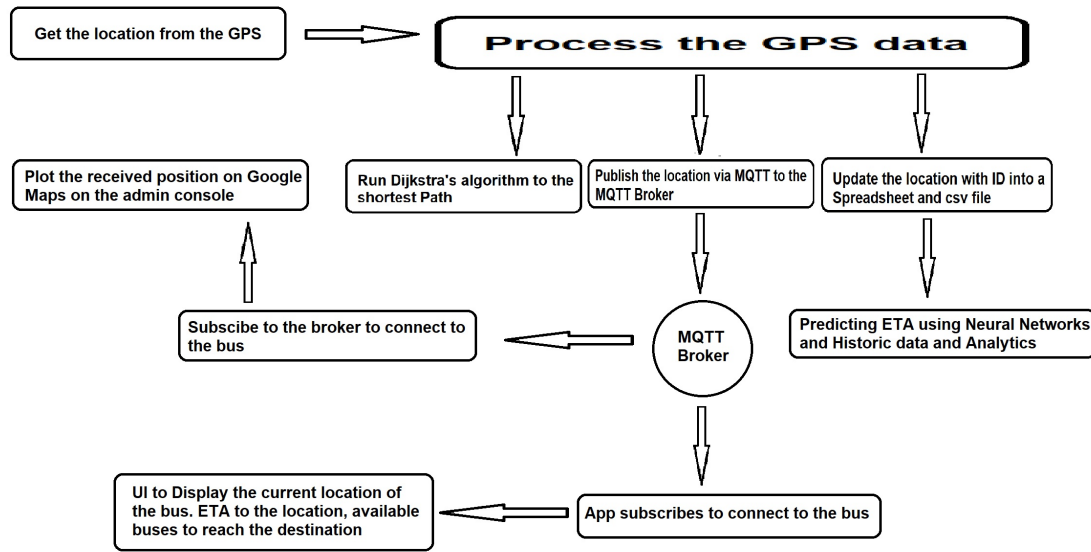 Get the location from the GPS
Process the GPS data
Plot the received position on Google
Maps on the admin console
Run Dijkstra's algorithm to the
shortest Path
Publish the location via MQTT to the
MQTT Broker
Update the location with ID into a
Spreadsheet and csv file
Subscibe to the broker to connect to
the bus
MQTT
Broker
Predicting ETA using Neural Networks
and Historic data and Analytics
UI to Display the current location of
the bus. ETA to the location, available
buses to reach the destination
App subscribes to connect to the bus